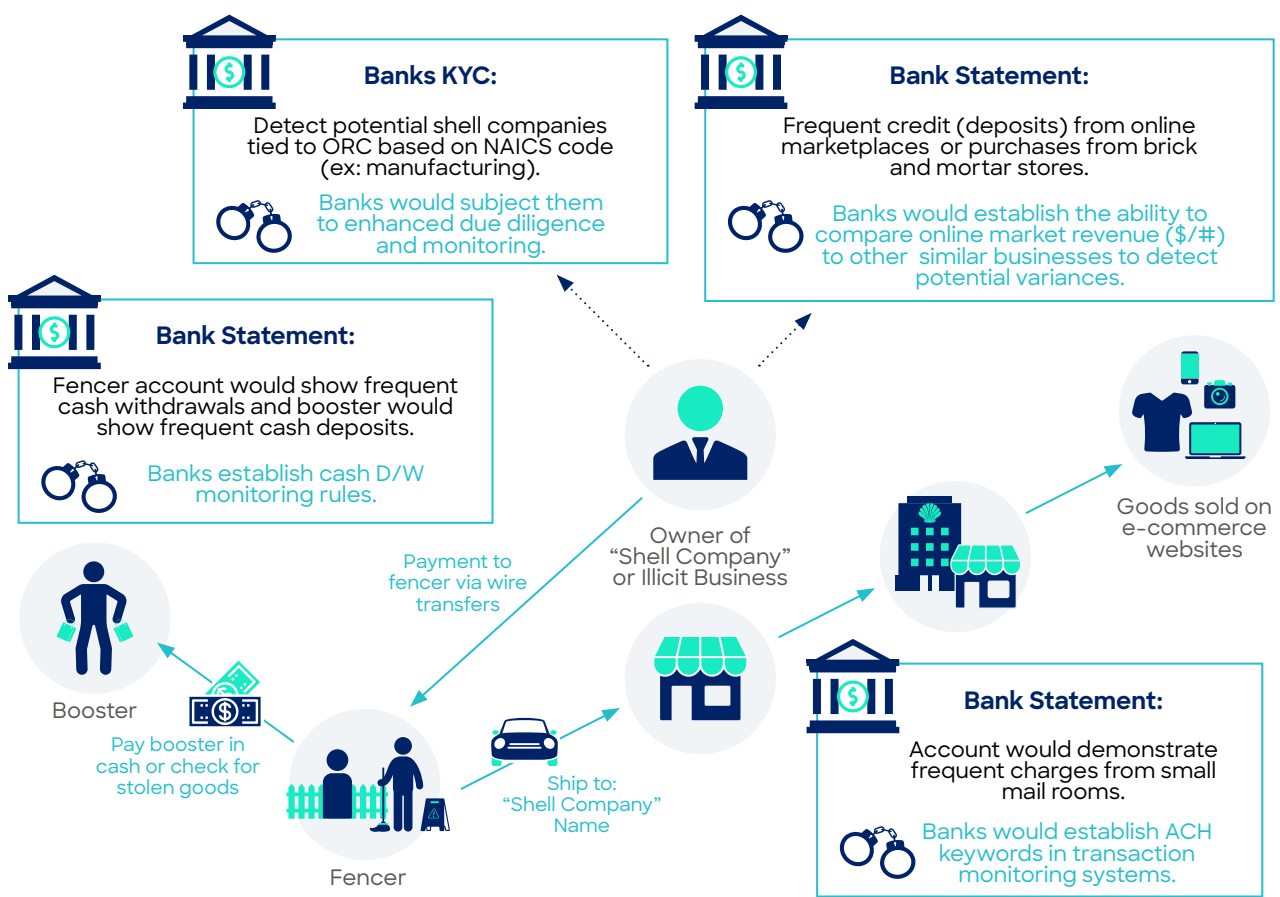 Banks KYC:
Detect potential shell companies
tied to ORC based on NAICS code
(ex: manufacturing).
Banks would subject them
to enhanced due diligence
and monitoring.
Bank Statement:
Frequent credit (deposits) from online
marketplaces or purchases from brick
and mortar stores.
Banks would establish the ability to
compare online market revenue ($/#)
to other similar businesses to detect
potential variances.
Bank Statement:
Fencer account would show frequent
cash withdrawals and booster would
show frequent cash deposits.
Banks establish cash D/W
monitoring rules.
Owner of
“Shell Company”
or Illicit Business
Goods sold on
e-commerce
websites
Payment to
fencer via wire
transfers
Booster
Pay booster in
cash or check for
stolen goods
Fencer
Ship to:
“Shell Company”
Name
Bank Statement:
Account would demonstrate
frequent charges from small
mail rooms.
Banks would establish ACH
keywords in transaction
monitoring systems.